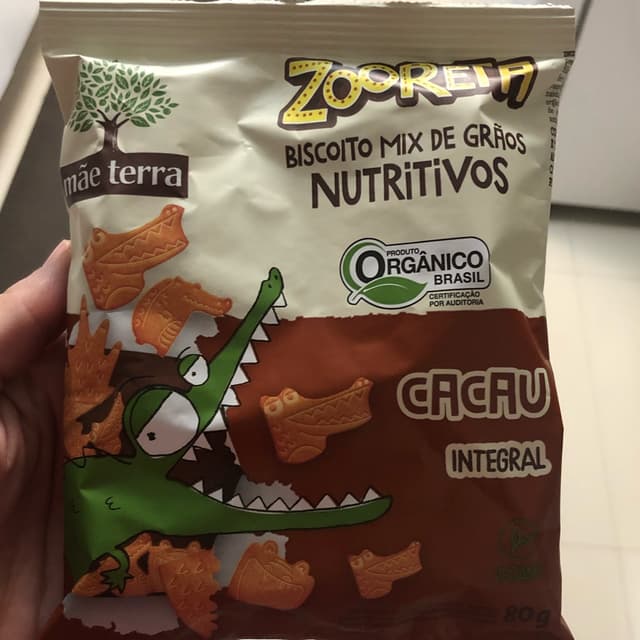 mãe terra
ZOORETA
BISCOITO MIX DE GRÃOS
NUTRITIVOS
PRODUTO
ORGÂNICO
BRASIL
CERTIFICAÇÃO
POR AUDITORIA
CACAU
INTEGRAL
80g